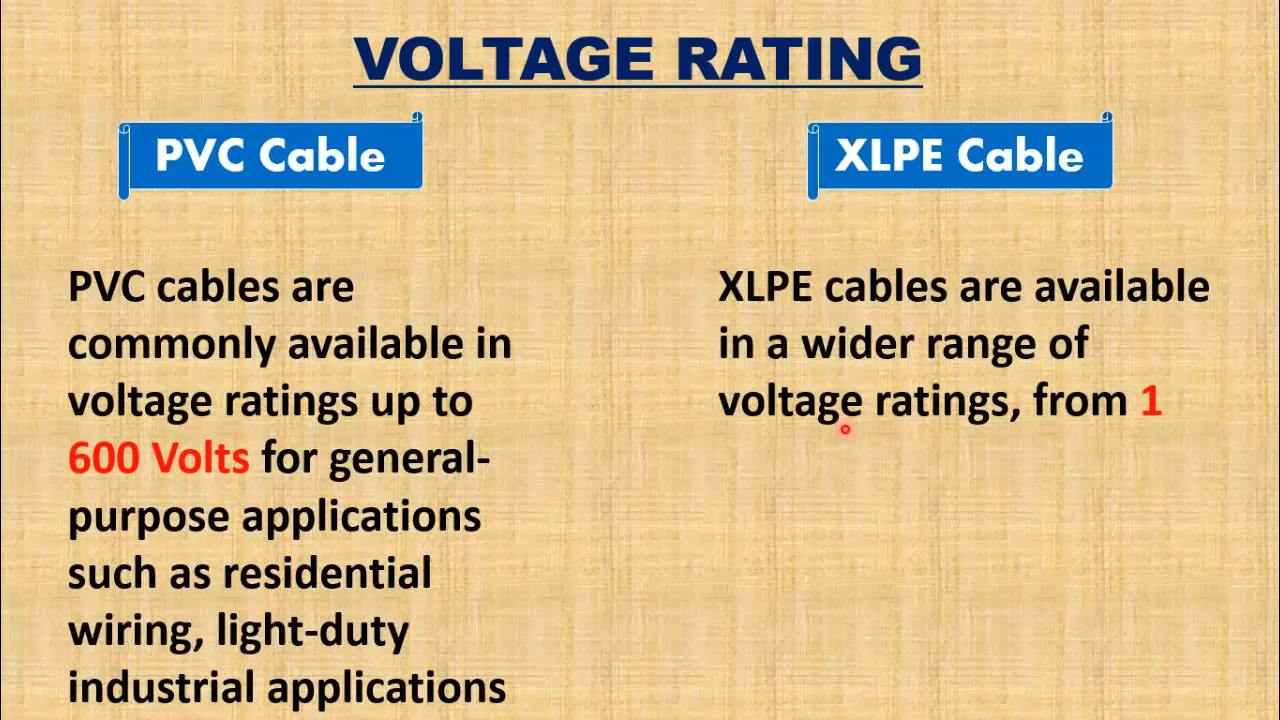 VOLTAGE RATING
PVC Cable
XLPE Cable
PVC cables are
commonly available in
voltage ratings up to
600 Volts for general-
purpose applications
such as residential
wiring, light-duty
industrial applications
XLPE cables are available
in a wider range of
voltage ratings, from 1